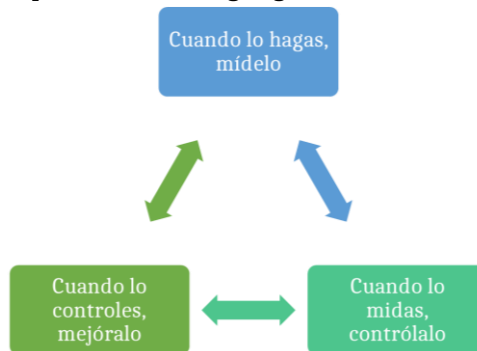 Cuando lo hagas,
mídelo
Cuando lo
controles,
mejóralo
Cuando lo
midas,
contrólalo